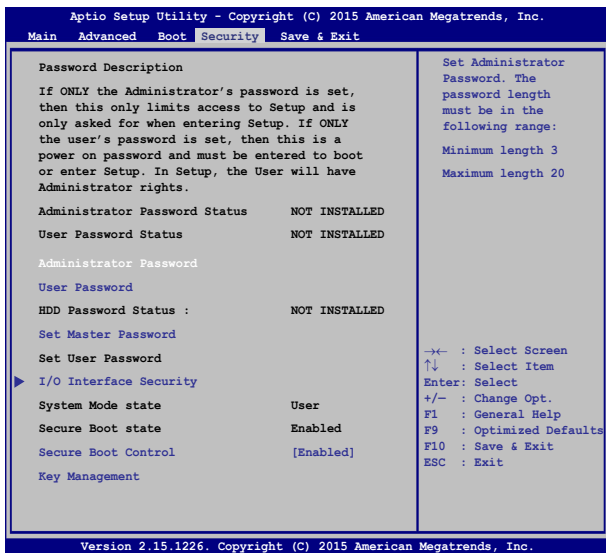 Aptio Setup Utility - Copyright (C) 2015 American Megatrends, Inc.
Main Advanced Boot Security Save & Exit
Password Description
If ONLY the Administrator's password is set,
then this only limits access to Setup and is
only asked for when entering Setup. If ONLY
the user's password is set, then this is a
power on password and must be entered to boot
or enter Setup. In Setup, the User will have
Administrator rights.
Administrator Password Status NOT INSTALLED
User Password Status NOT INSTALLED
Administrator Password
User Password
HDD Password Status : NOT INSTALLED
Set Master Password
Set User Password
I/O Interface Security
System Mode state User
Secure Boot state Enabled
Secure Boot Control [Enabled]
Key Management
Set Administrator
Password. The
password length
must be in the
following range:
Minimum length 3
Maximum length 20
→← : Select Screen
↑↓ : Select Item
Enter: Select
+/— : Change Opt.
F1 : General Help
F9 : Optimized Defaults
F10 : Save & Exit
ESC : Exit
Version 2.15.1226. Copyright (C) 2015 American Megatrends, Inc.